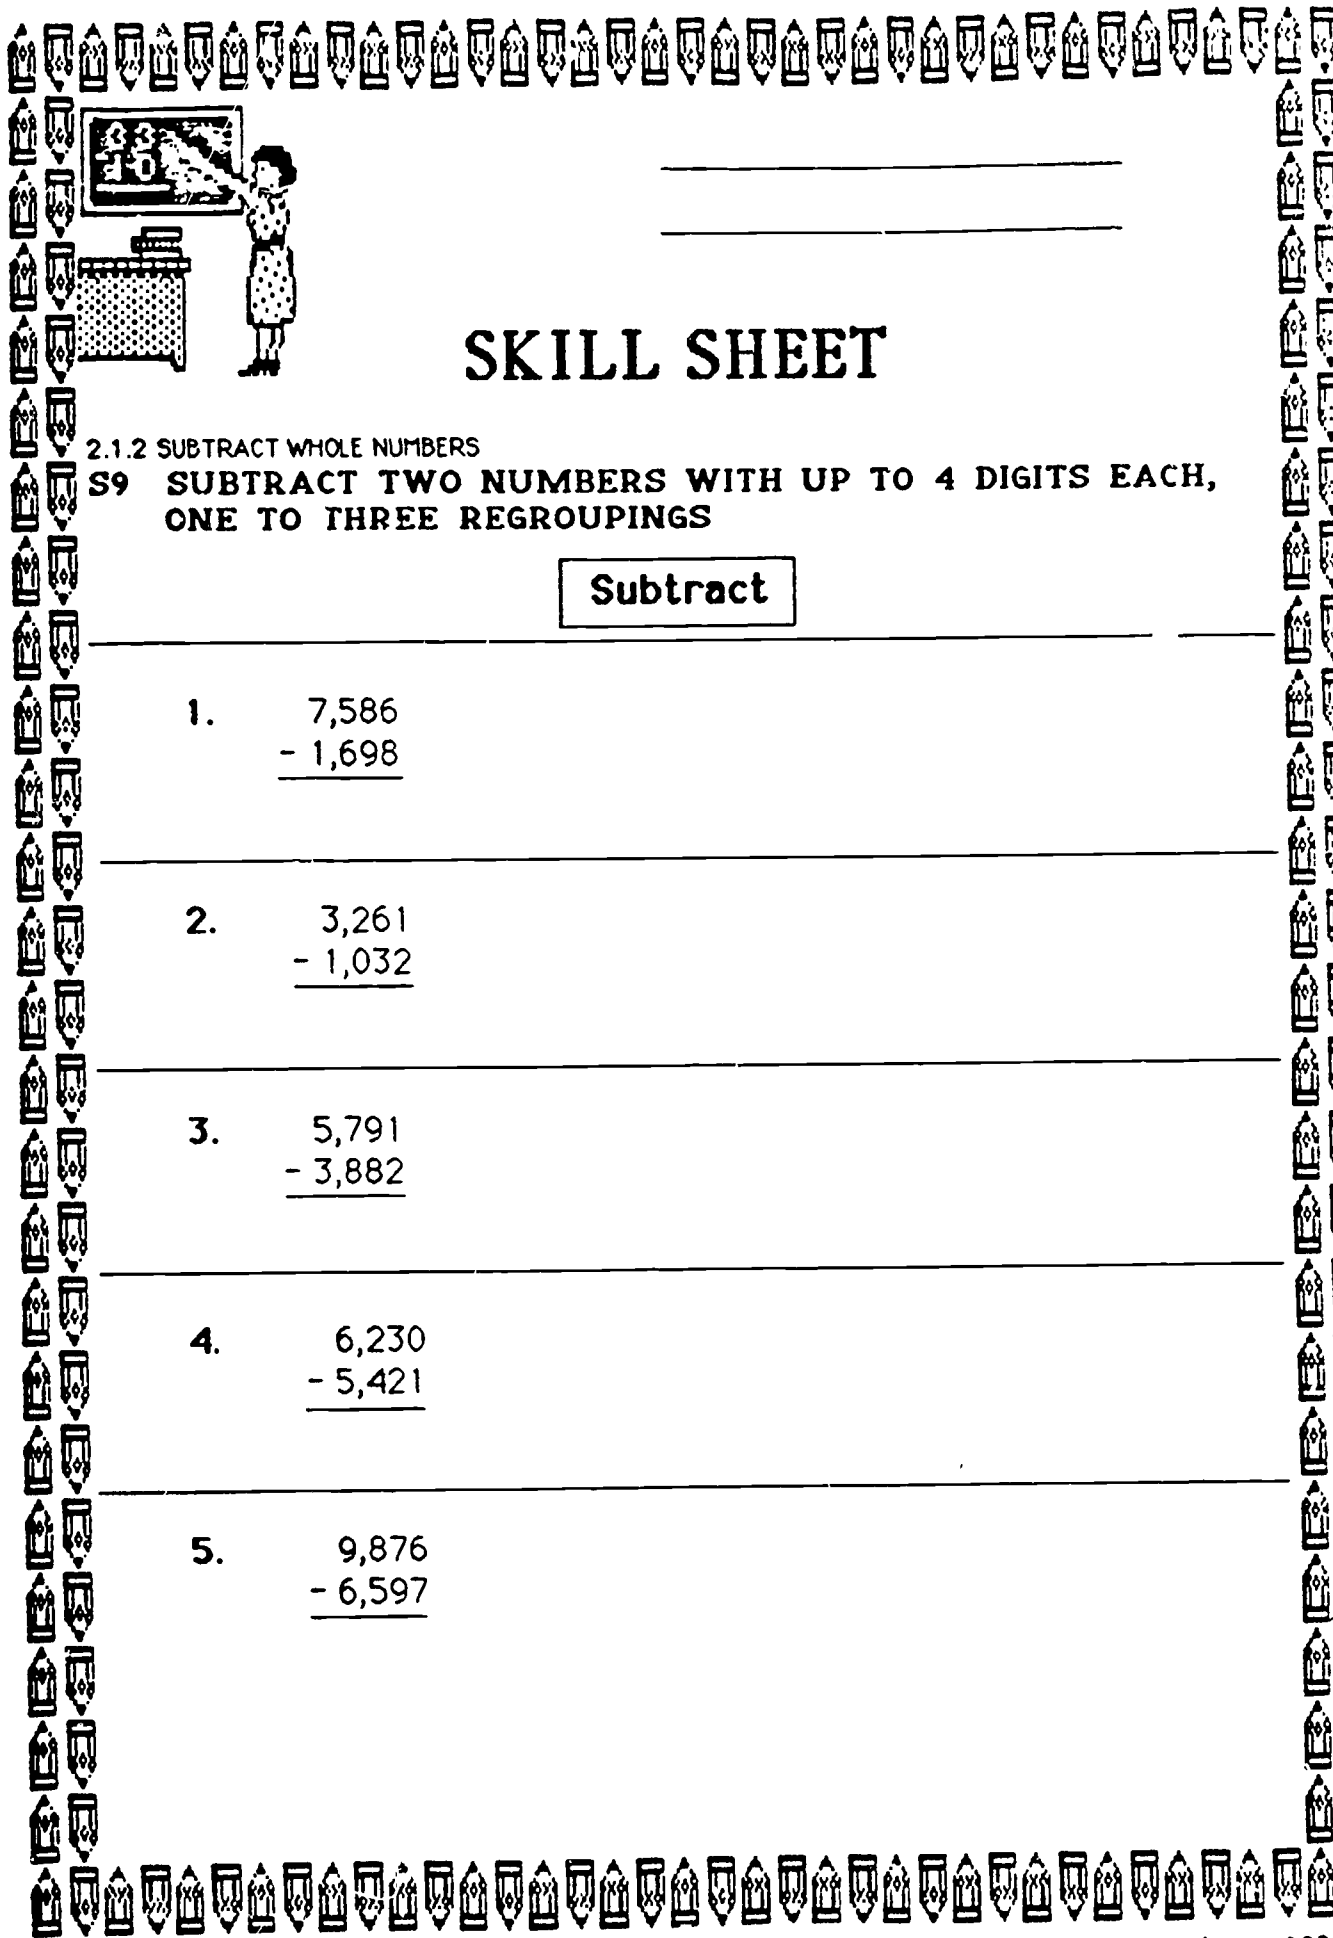 SKILL SHEET
2.1.2 SUBTRACT WHOLE NUMBERS
S9 SUBTRACT TWO NUMBERS WITH UP TO 4 DIGITS EACH,
ONE TO THREE REGROUPINGS
Subtract
1. 7,586
- 1,698
2. 3,261
- 1,032
3. 5,791
- 3,882
4. 6,230
- 5,421
5. 9,876
- 6,597